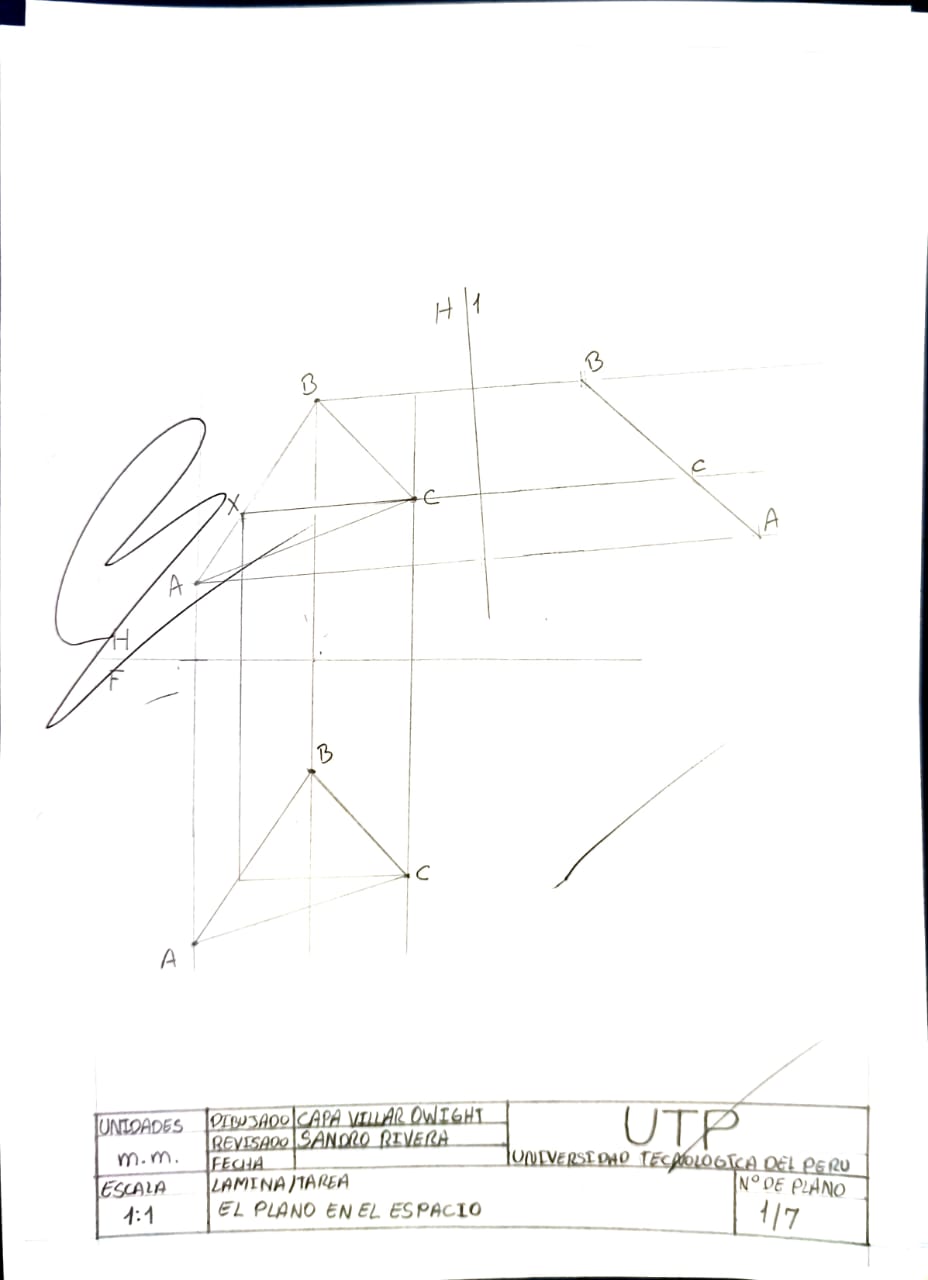 H 1
B
B
X
C
C
A
A
H
F
B
C
A
UNIDADES
m.m.
DIBUJADO CAPA VILLAR DWIGHT
REVISADO SANDRO RIVERA
FECHA
UTP
UNIVERSIDAD TECNOLOGICA DEL PERU
ESCALA
1:1
LAMINA/TAREA
EL PLANO EN EL ESPACIO
N° DE PLANO
1/7